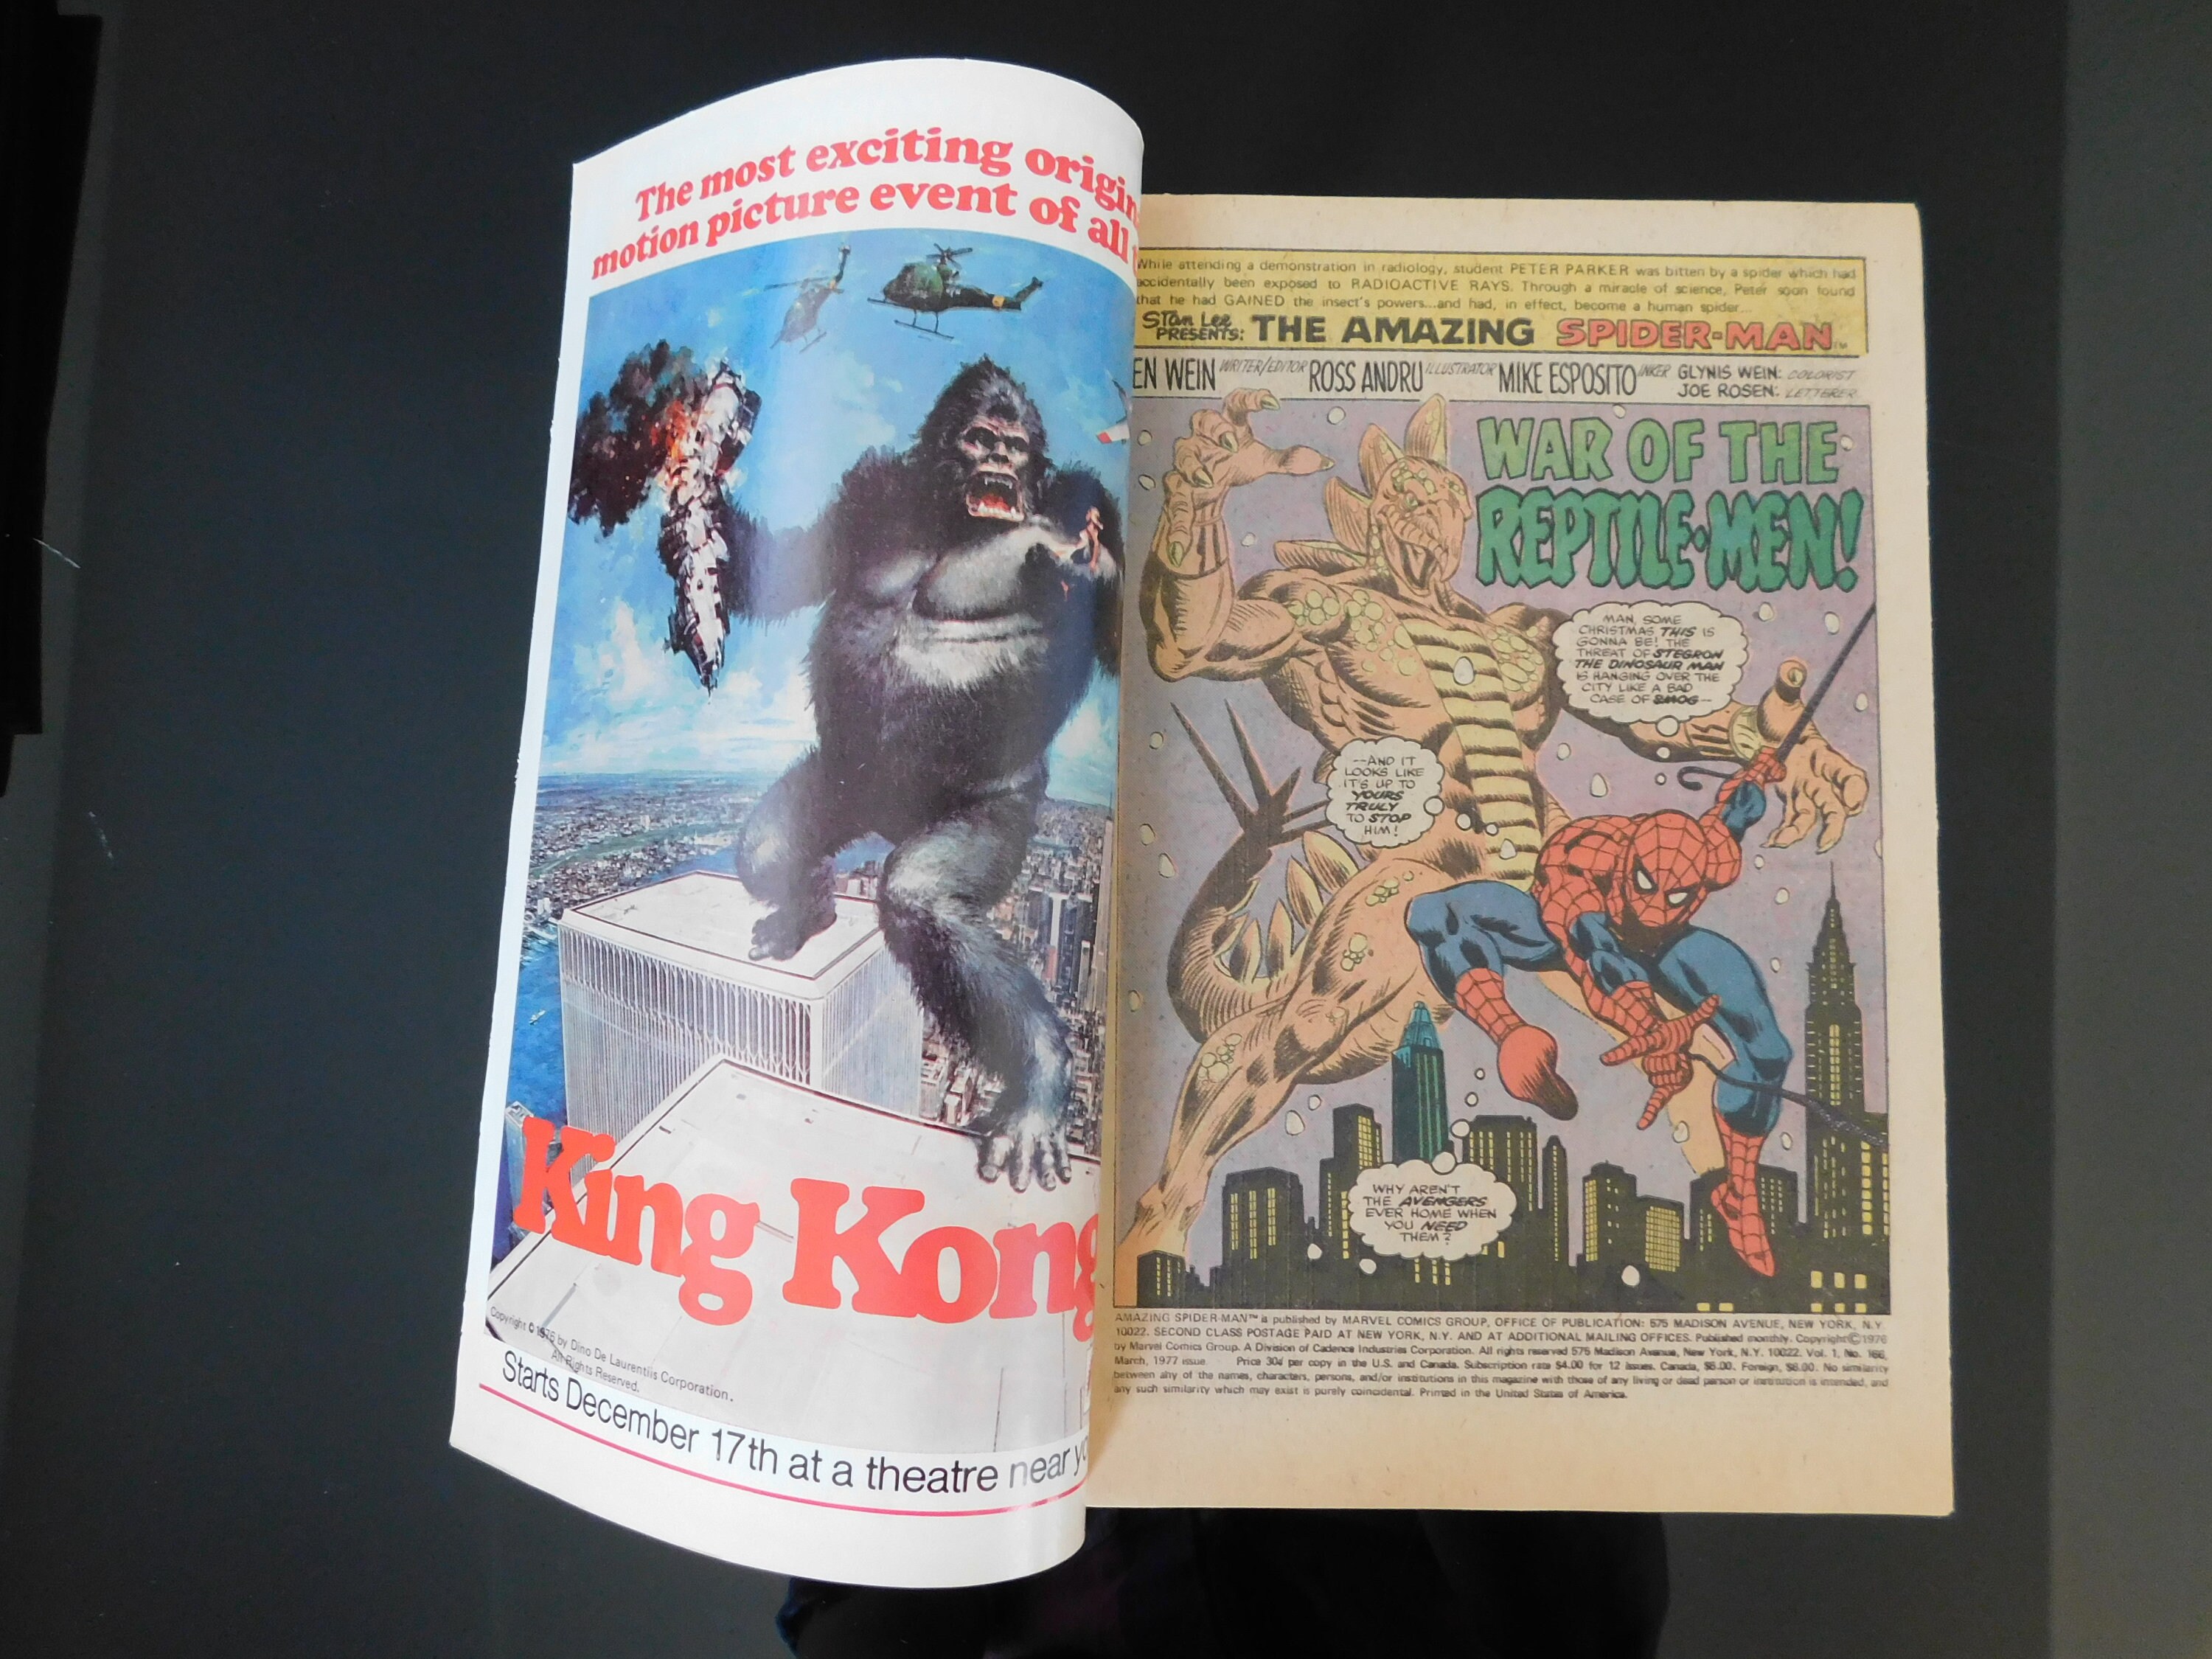 The most exciting
motion picture event of all
King Kong
Copyright © 1976 by Dino De Laurentiis Corporation.
All Rights Reserved.
Starts December 17th at a theatre near
While attending a demonstration in radiology, student PETER PARKER was bitten by a spider which had
accidentally been exposed to RADIOACTIVE RAYS. Through a miracle of science, Peter soon found
that he had GAINED the insect's powers...and had, in effect, become a human spider...
Stan Lee
PRESENTS: THE AMAZING SPIDER-MAN™
WEIN WRITER/EDITOR ROSS ANDRU ILLUSTRATOR MIKE ESPOSITO INKER GLYNIS WEIN: COLORIST
JOE ROSEN: LETTERER
WAR OF THE
REPTILE-MEN!
MAN, SOME
CHRISTMAS THIS IS
GONNA BE! THE
THREAT OF STEGRON
THE DINOSAUR MAN
IS HANGING OVER THE
CITY LIKE A BAD
CASE OF SMOG--
--AND IT
LOOKS LIKE
IT'S UP TO
YOURS
TRULY
TO STOP
HIM!
WHY AREN'T
THE AVENGERS
EVER HOME WHEN
YOU NEED
THEM?
AMAZING SPIDER-MAN™ is published by MARVEL COMICS GROUP, OFFICE OF PUBLICATION: 575 MADISON AVENUE, NEW YORK, N.Y.
10022. SECOND CLASS POSTAGE PAID AT NEW YORK, N.Y. AND AT ADDITIONAL MAILING OFFICES. Published monthly. Copyright © 1976
by Marvel Comics Group. A Division of Cadence Industries Corporation. All rights reserved 575 Madison Avenue, New York, N.Y. 10022. Vol. 1, No. 166,
March, 1977 issue. Price 30¢ per copy in the U.S. and Canada. Subscription rate $4.00 for 12 issues. Canada, $5.00. Foreign, $6.00. No similarity
between any of the names, characters, persons, and/or institutions in this magazine with those of any living or dead person or institution is intended, and
any such similarity which may exist is purely coincidental. Printed in the United States of America.